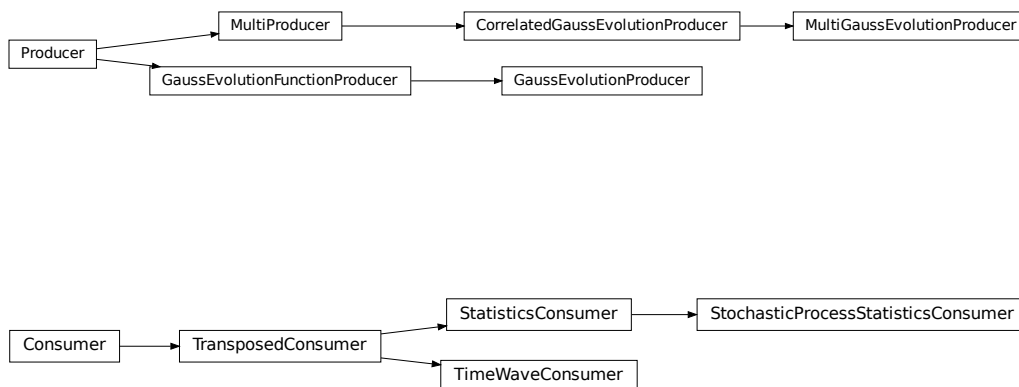 MultiProducer
CorrelatedGaussEvolutionProducer
MultiGaussEvolutionProducer
Producer
GaussEvolutionFunctionProducer
GaussEvolutionProducer
StatisticsConsumer
StochasticProcessStatisticsConsumer
Consumer
TransposedConsumer
TimeWaveConsumer